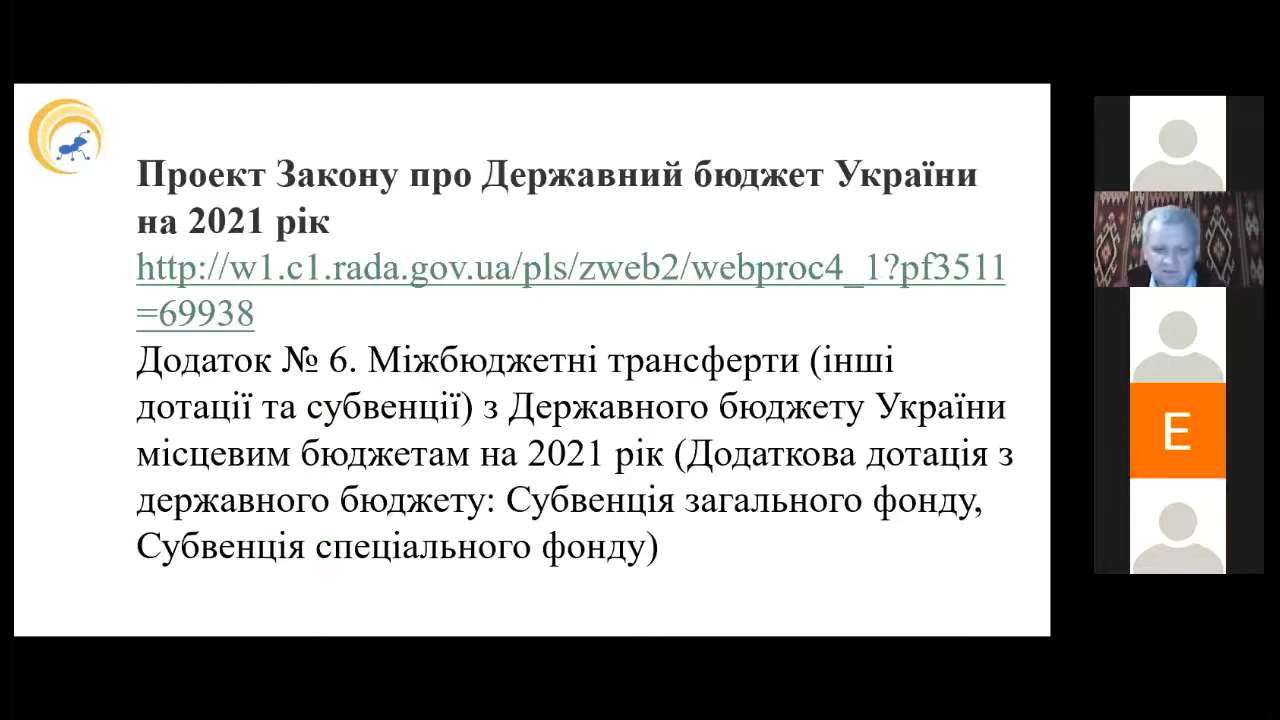 Проект Закону про Державний бюджет України
на 2021 рік
http://w1.c1.rada.gov.ua/pls/zweb2/webproc4_1?pf3511
=69938
Додаток № 6. Міжбюджетні трансферти (інші
дотації та субвенції) з Державного бюджету України
місцевим бюджетам на 2021 рік (Додаткова дотація з
державного бюджету: Субвенція загального фонду,
Субвенція спеціального фонду)
E